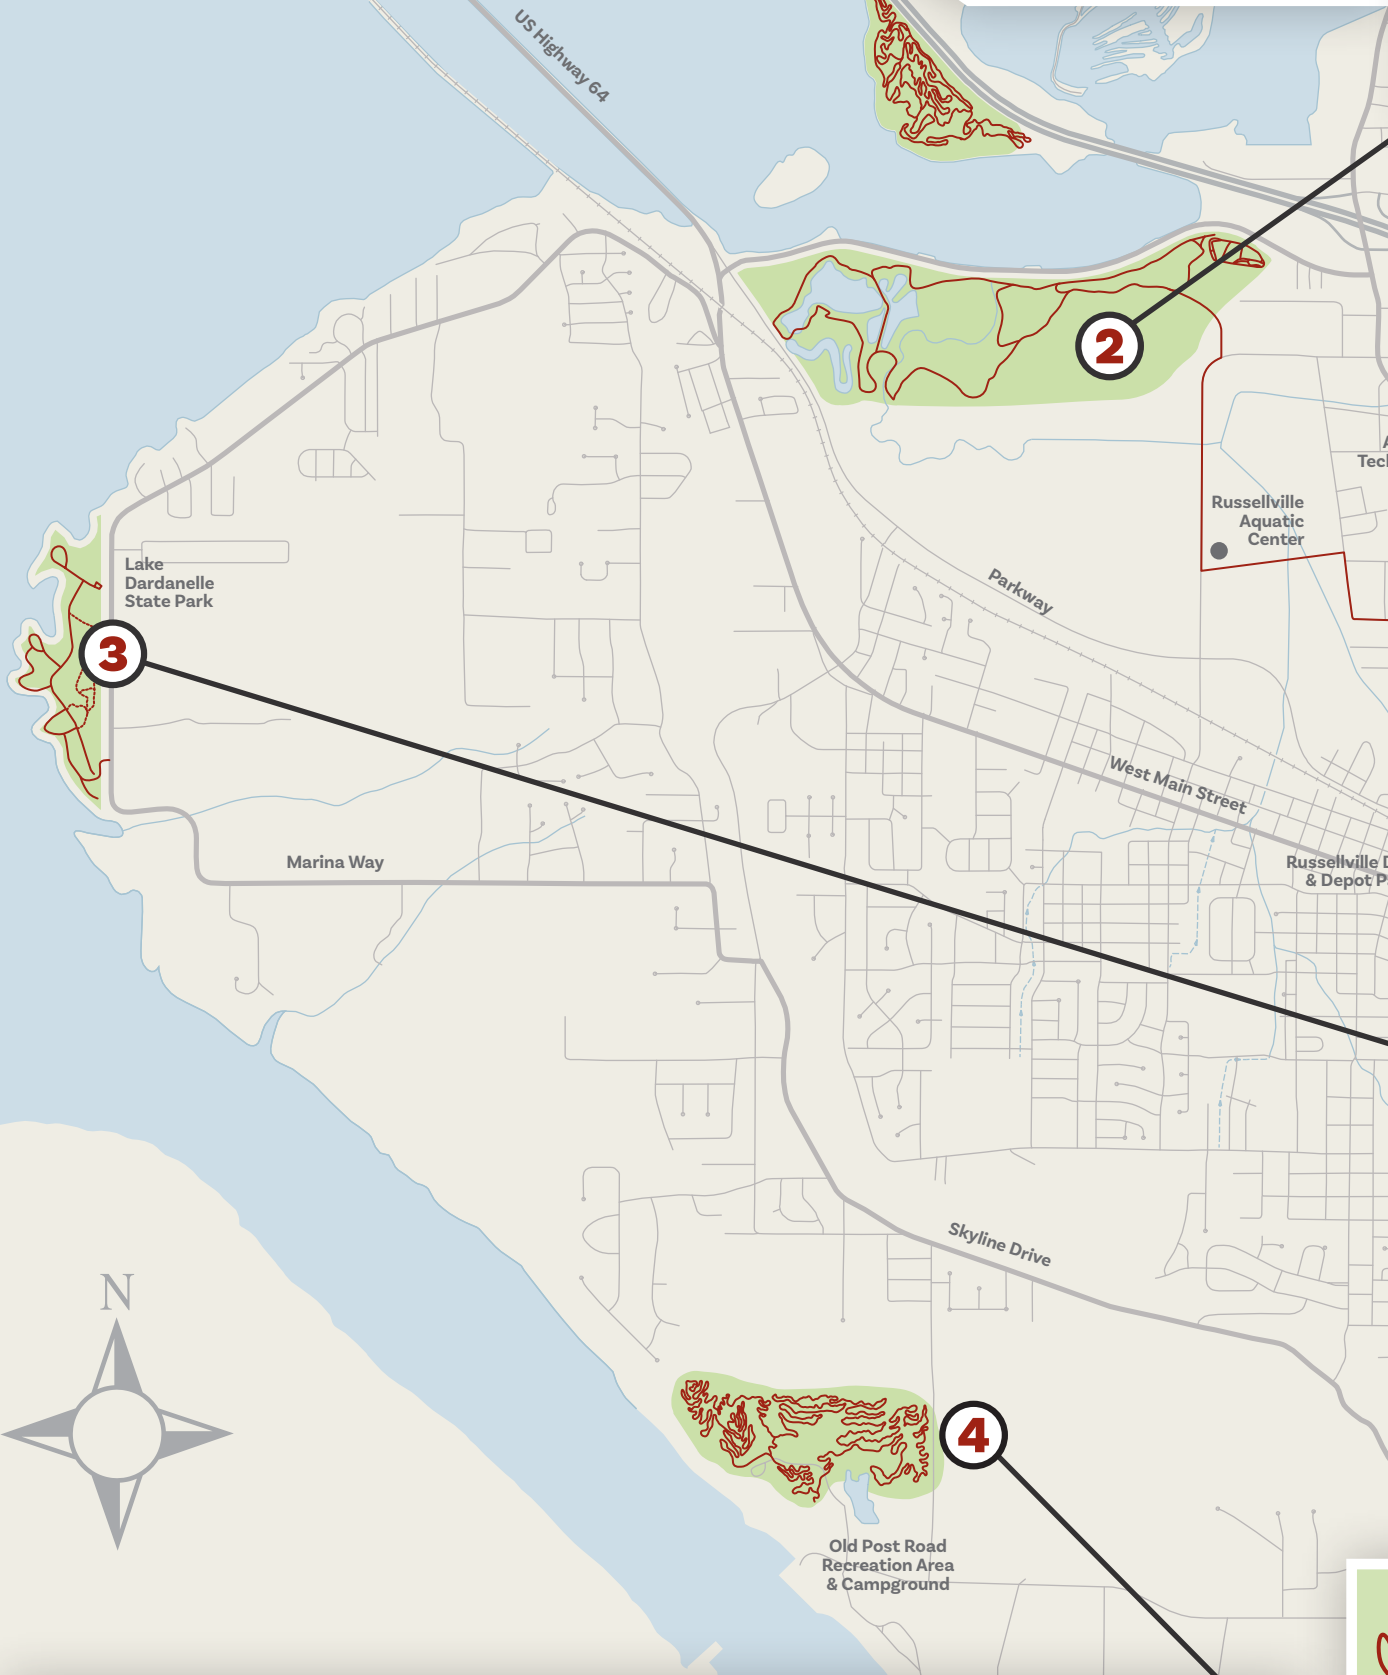 US Highway 64
2
Tech
Russellville
Aquatic
Center
Lake
Dardanelle
State Park
Parkway
3
West Main Street
Marina Way
Russellville
& Depot
Skyline Drive
N
4
Old Post Road
Recreation Area
& Campground